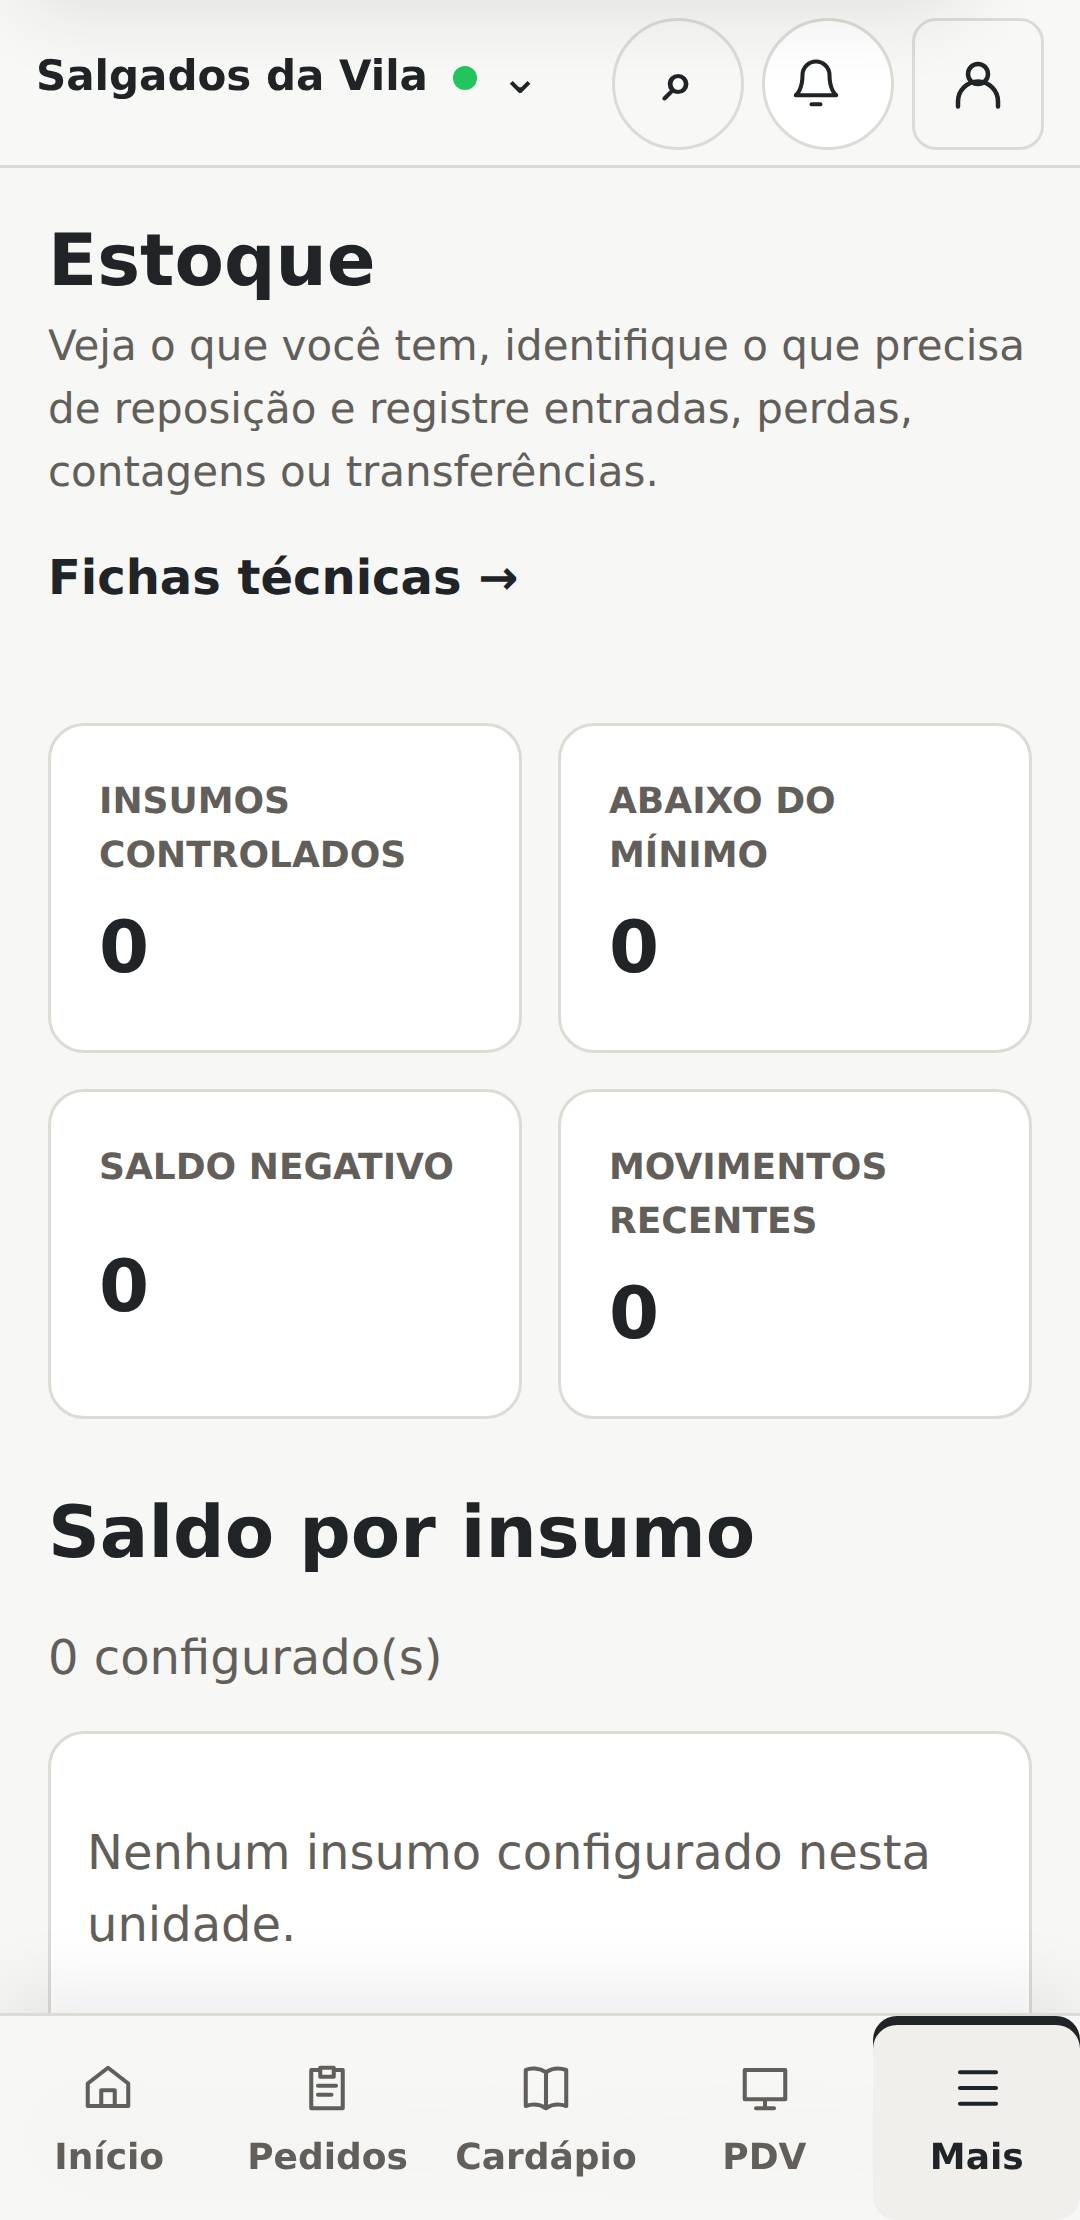 Salgados da Vila
Estoque
Veja o que você tem, identifique o que precisa
de reposição e registre entradas, perdas,
contagens ou transferências.
Fichas técnicas →
INSUMOS
CONTROLADOS
0
ABAIXO DO
MÍNIMO
0
SALDO NEGATIVO
0
MOVIMENTOS
RECENTES
0
Saldo por insumo
0 configurado(s)
Nenhum insumo configurado nesta
unidade.
Início
Pedidos
Cardápio
PDV
Mais